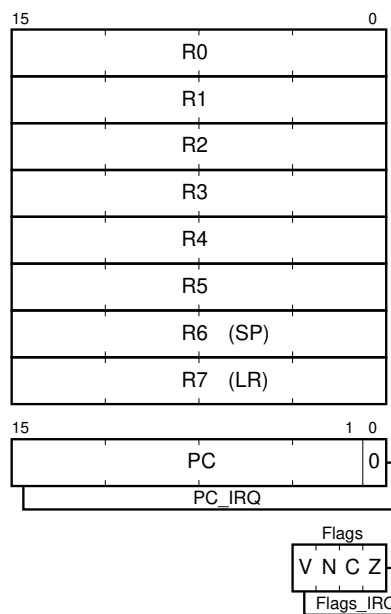 15 0
R0
R1
R2
R3
R4
R5
R6 (SP)
R7 (LR)
15 1 0
PC 0
PC_IRQ
Flags
V N C Z
Flags_IRQ